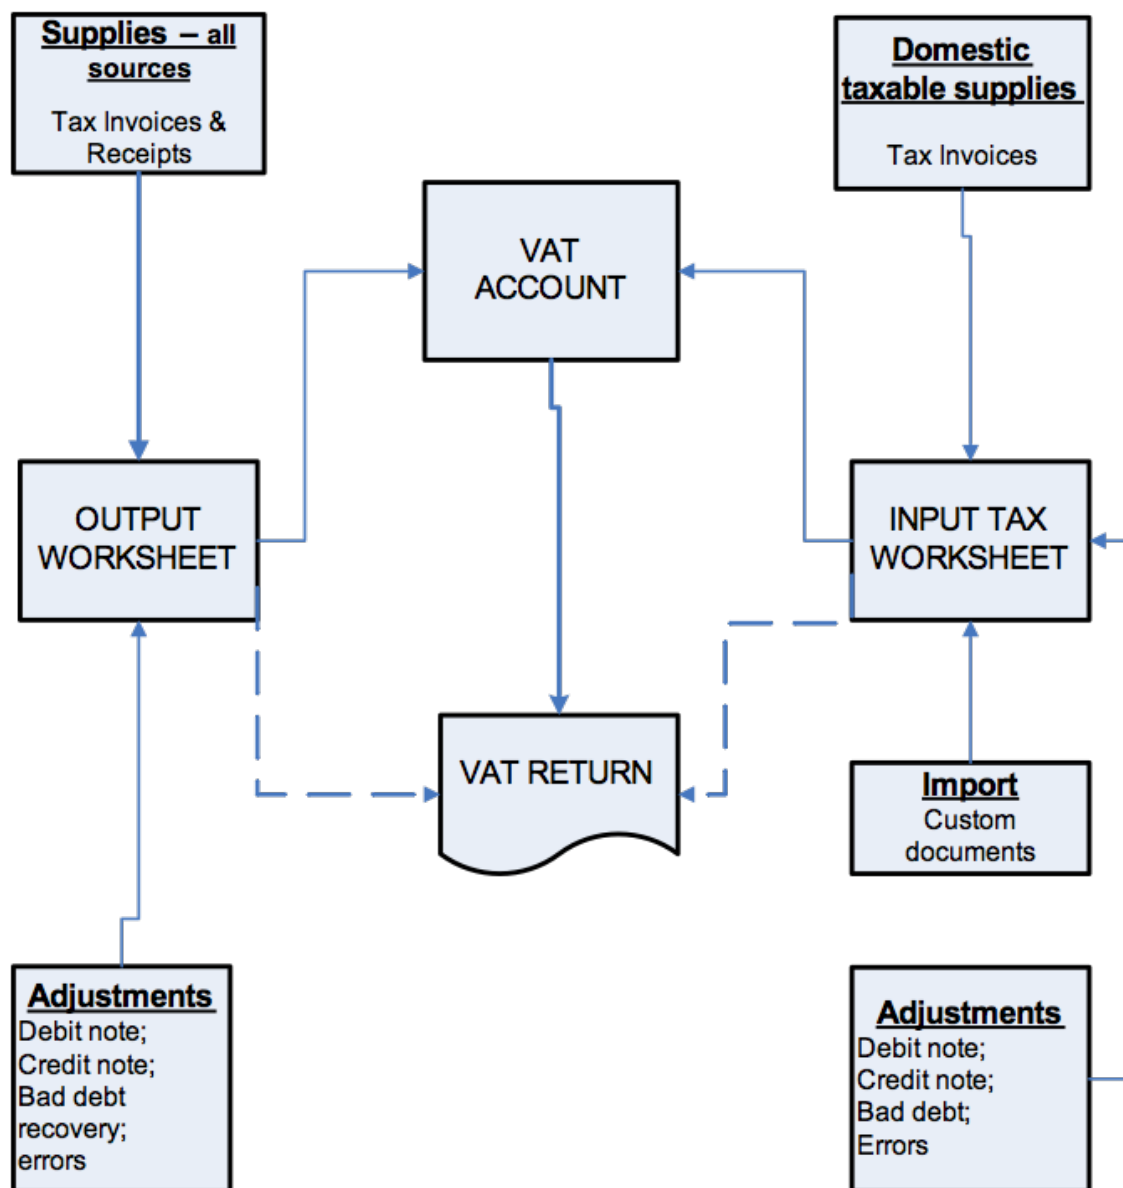 Supplies – all
sources
Tax Invoices &
Receipts
Domestic
taxable supplies
Tax Invoices
VAT
ACCOUNT
OUTPUT
WORKSHEET
INPUT TAX
WORKSHEET
VAT RETURN
Import
Custom
documents
Adjustments
Debit note;
Credit note;
Bad debt
recovery;
errors
Adjustments
Debit note;
Credit note;
Bad debt;
Errors